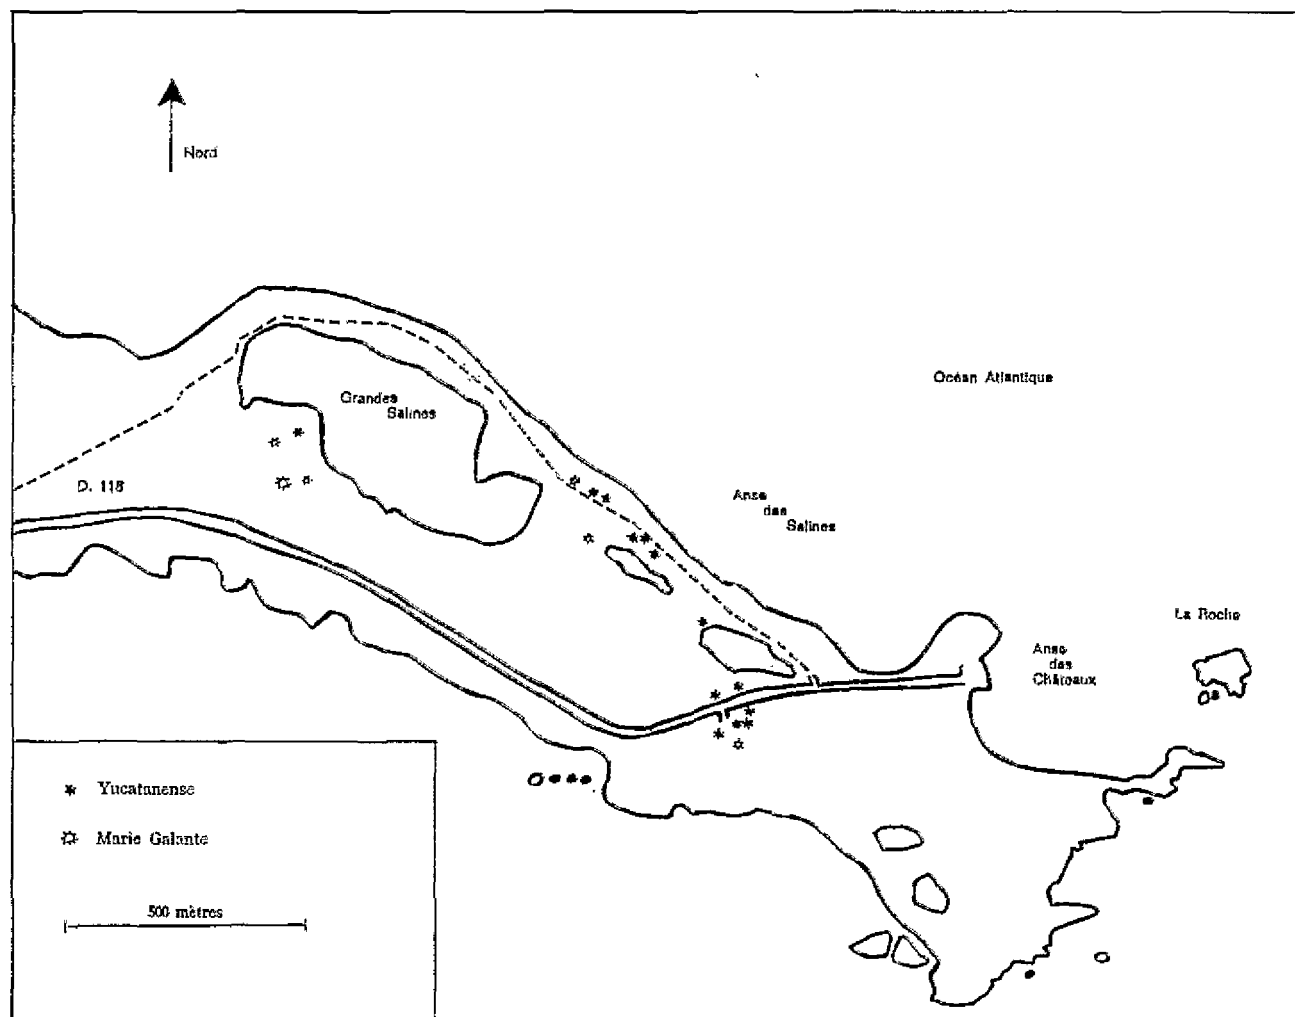 Nord
Océan Atlantique
Grandes
Salines
D. 118
Anse
des
Salines
La Roche
Anse
des
Châteaux
Yucatanense
Marie Galante
500 mètres